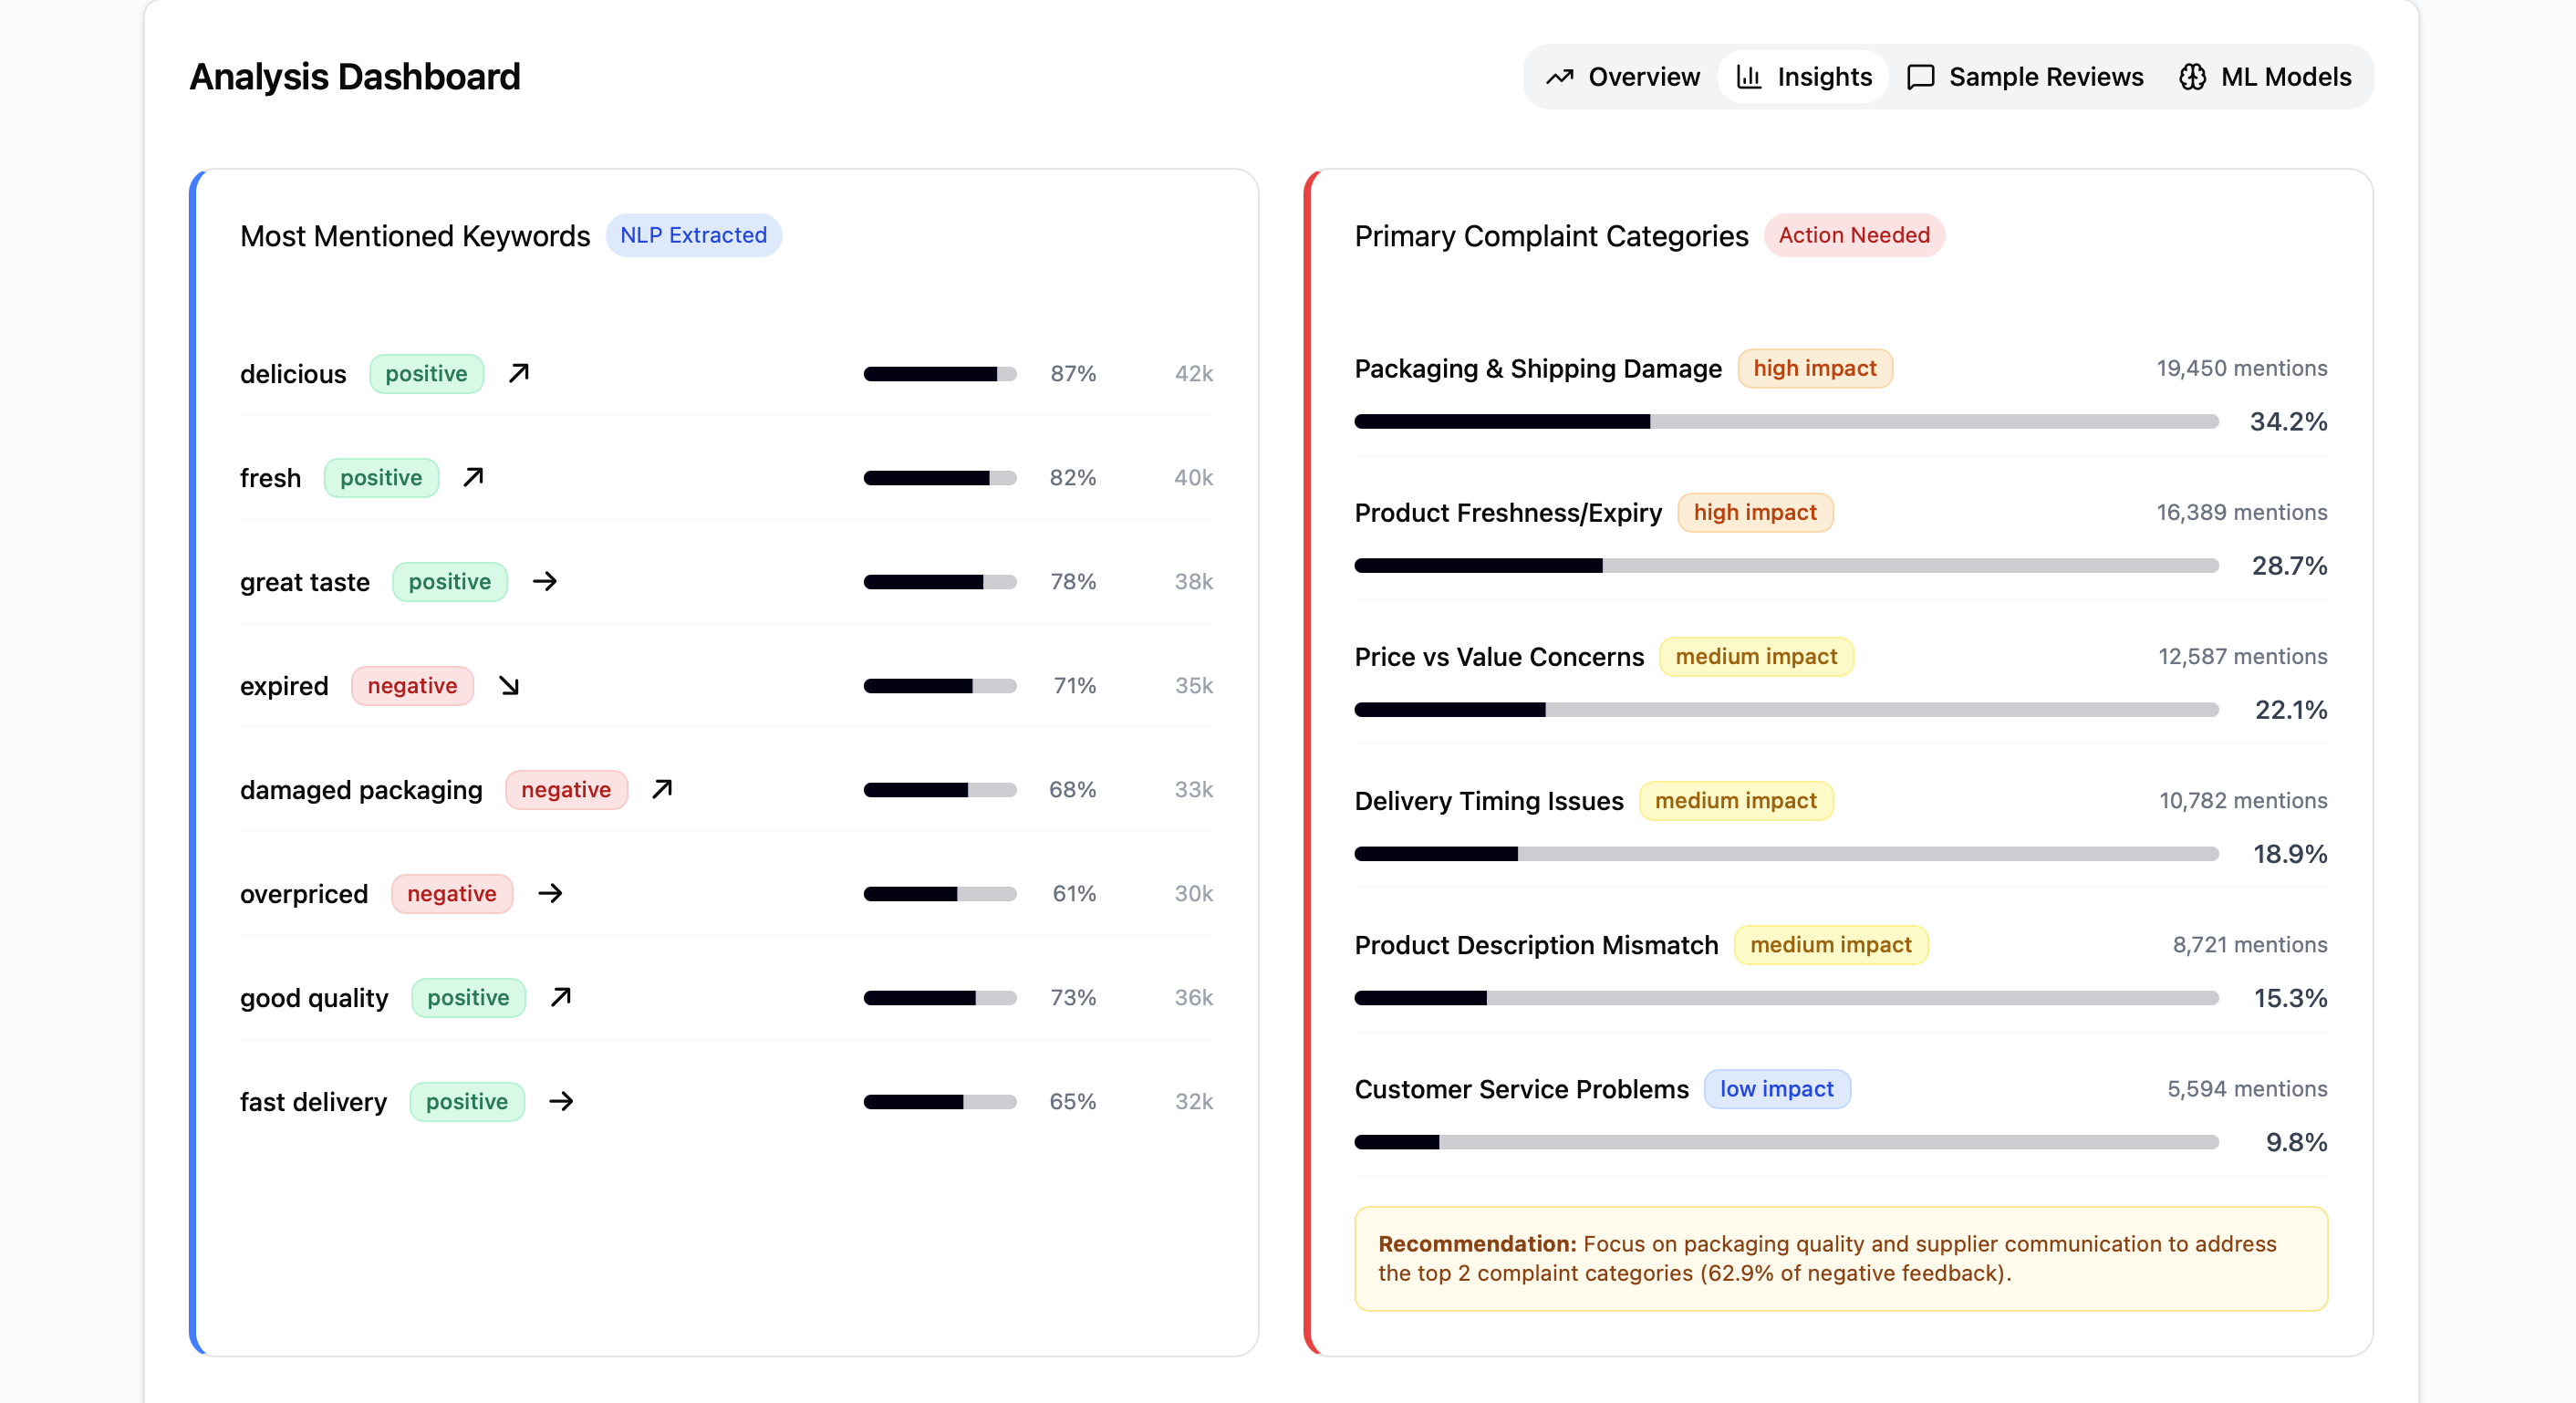 Analysis Dashboard
Overview
Insights
Sample Reviews
ML Models
Most Mentioned Keywords NLP Extracted
delicious positive 87% 42k
fresh positive 82% 40k
great taste positive 78% 38k
expired negative 71% 35k
damaged packaging negative 68% 33k
overpriced negative 61% 30k
good quality positive 73% 36k
fast delivery positive 65% 32k
Primary Complaint Categories Action Needed
Packaging & Shipping Damage high impact 19,450 mentions
34.2%
Product Freshness/Expiry high impact 16,389 mentions
28.7%
Price vs Value Concerns medium impact 12,587 mentions
22.1%
Delivery Timing Issues medium impact 10,782 mentions
18.9%
Product Description Mismatch medium impact 8,721 mentions
15.3%
Customer Service Problems low impact 5,594 mentions
9.8%
Recommendation: Focus on packaging quality and supplier communication to address
the top 2 complaint categories (62.9% of negative feedback).